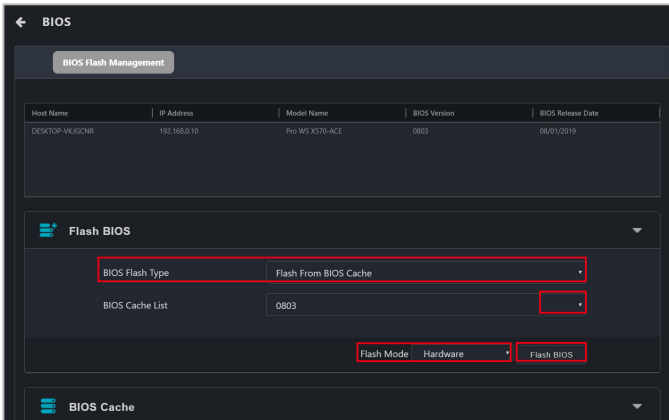 BIOS
BIOS Flash Management
Host Name IP Address Model Name BIOS Version BIOS Release Date
DESKTOP-VKJGCNR 192.168.0.10 Pro WS X570-ACE 0803 08/01/2019
Flash BIOS
BIOS Flash Type Flash From BIOS Cache
BIOS Cache List 0803
Flash Mode Hardware Flash BIOS
BIOS Cache